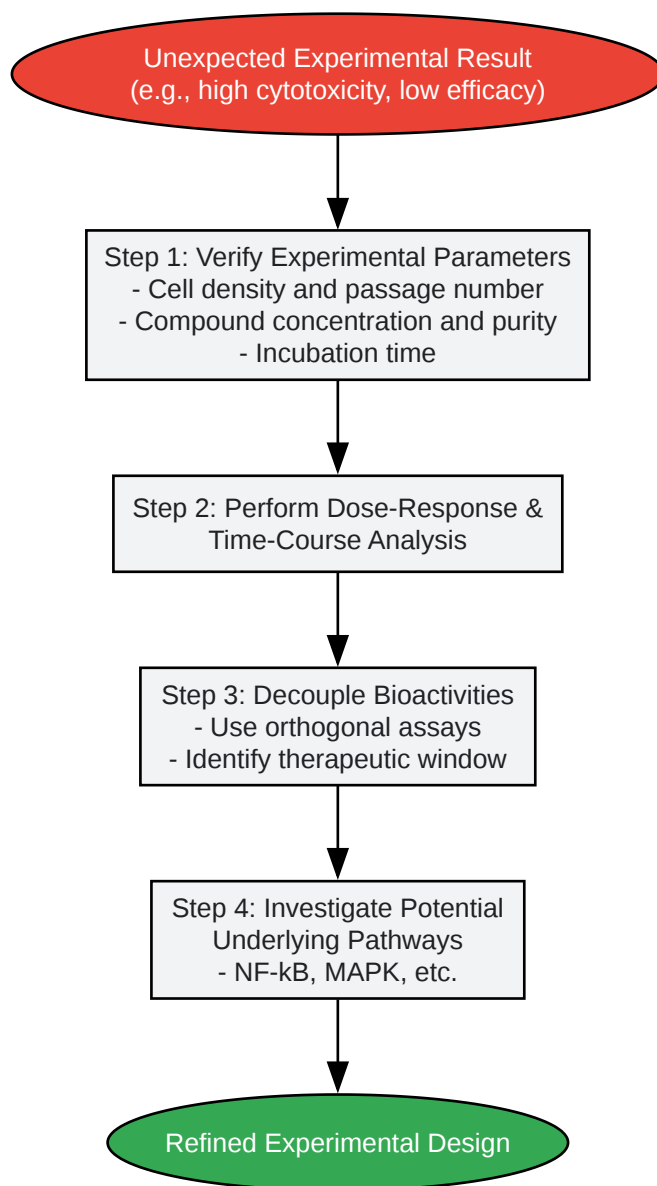 Unexpected Experimental Result
(e.g., high cytotoxicity, low efficacy)
Step 1: Verify Experimental Parameters
- Cell density and passage number
- Compound concentration and purity
- Incubation time
Step 2: Perform Dose-Response &
Time-Course Analysis
Step 3: Decouple Bioactivities
- Use orthogonal assays
- Identify therapeutic window
Step 4: Investigate Potential
Underlying Pathways
- NF-kB, MAPK, etc.
Refined Experimental Design